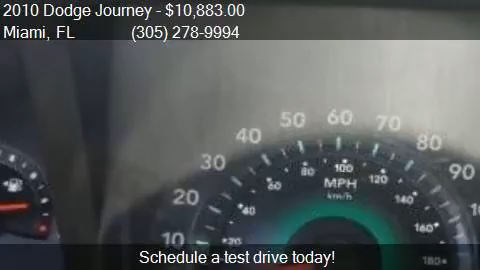 2010 Dodge Journey - $10,883.00
Miami, FL (305) 278-9994
50 60 70
40 80
30 80 100 120 90
60 MPH 140
20 km/h
40 160
10 20 180
Schedule a test drive today!